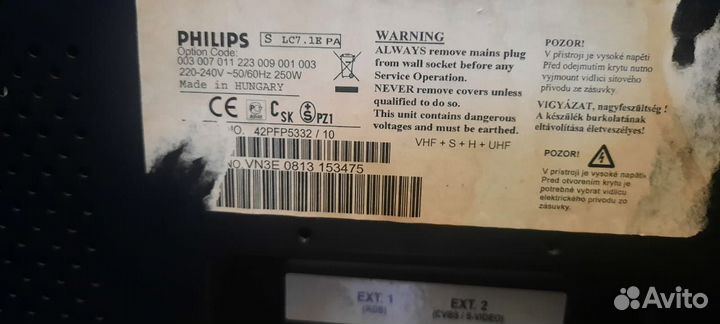 PHILIPS S LC7.1E PA
Option Code:
003 007 011 223 009 001 003
220-240V ~50/60Hz 250W
Made in HUNGARY
CE CSK S PZ1
NO. 42PFP5332 / 10
NO VN3E 0813 153475
WARNING
ALWAYS remove mains plug
from wall socket before any
Service Operation.
NEVER remove covers unless
qualified to do so.
This unit contains dangerous
voltages and must be earthed.
VHF + S + H + UHF
POZOR!
V přístroji je vysoké napětí
Před odejmutím krytu nutno
vyjmout vidlici síťového
přívodu ze zásuvky.
VIGYÁZAT, nagyfeszültség !
A készülék burkolatának
eltávolítása életveszélyes!
POZOR!
V prístroji je vysoké napätie
Pred otvorením krytu je
potrebné vybrať vidlicu
elektrického prívodu zo
zásuvky.
EXT. 1
(RGB)
EXT. 2
(CVBS / S-VIDEO)
Avito